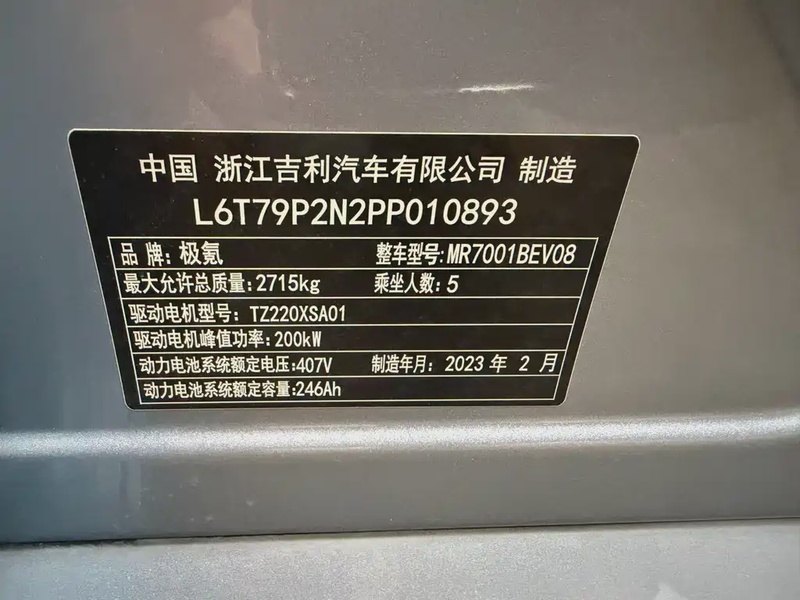 中国 浙江吉利汽车有限公司 制造
L6T79P2N2PP010893
品 牌: 极氪 整车型号: MR7001BEV08
最大允许总质量: 2715kg 乘坐人数: 5
驱动电机型号: TZ220XSA01
驱动电机峰值功率: 200kW
动力电池系统额定电压: 407V 制造年月: 2023 年 2 月
动力电池系统额定容量: 246Ah